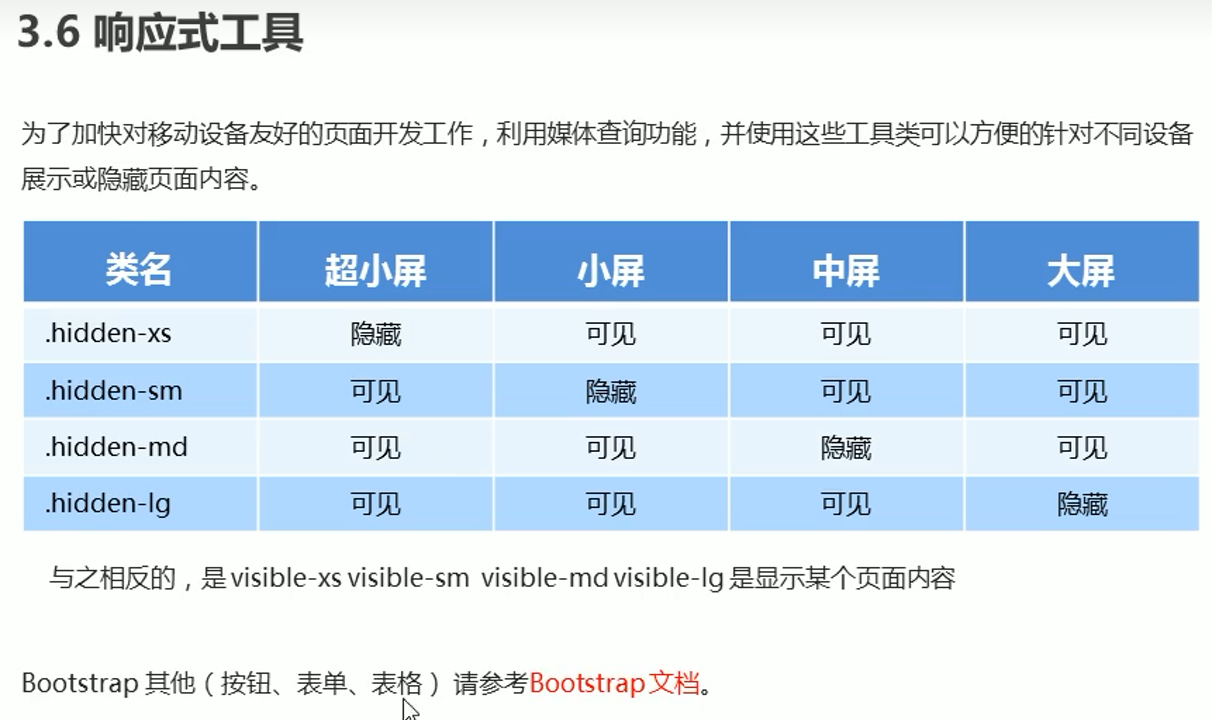 3.6 响应式工具
为了加快对移动设备友好的页面开发工作，利用媒体查询功能，并使用这些工具类可以方便的针对不同设备
展示或隐藏页面内容。
类名 超小屏 小屏 中屏 大屏
.hidden-xs 隐藏 可见 可见 可见
.hidden-sm 可见 隐藏 可见 可见
.hidden-md 可见 可见 隐藏 可见
.hidden-lg 可见 可见 可见 隐藏
与之相反的，是visible-xs visible-sm visible-md visible-lg 是显示某个页面内容
Bootstrap 其他（按钮、表单、表格） 请参考Bootstrap 文档。